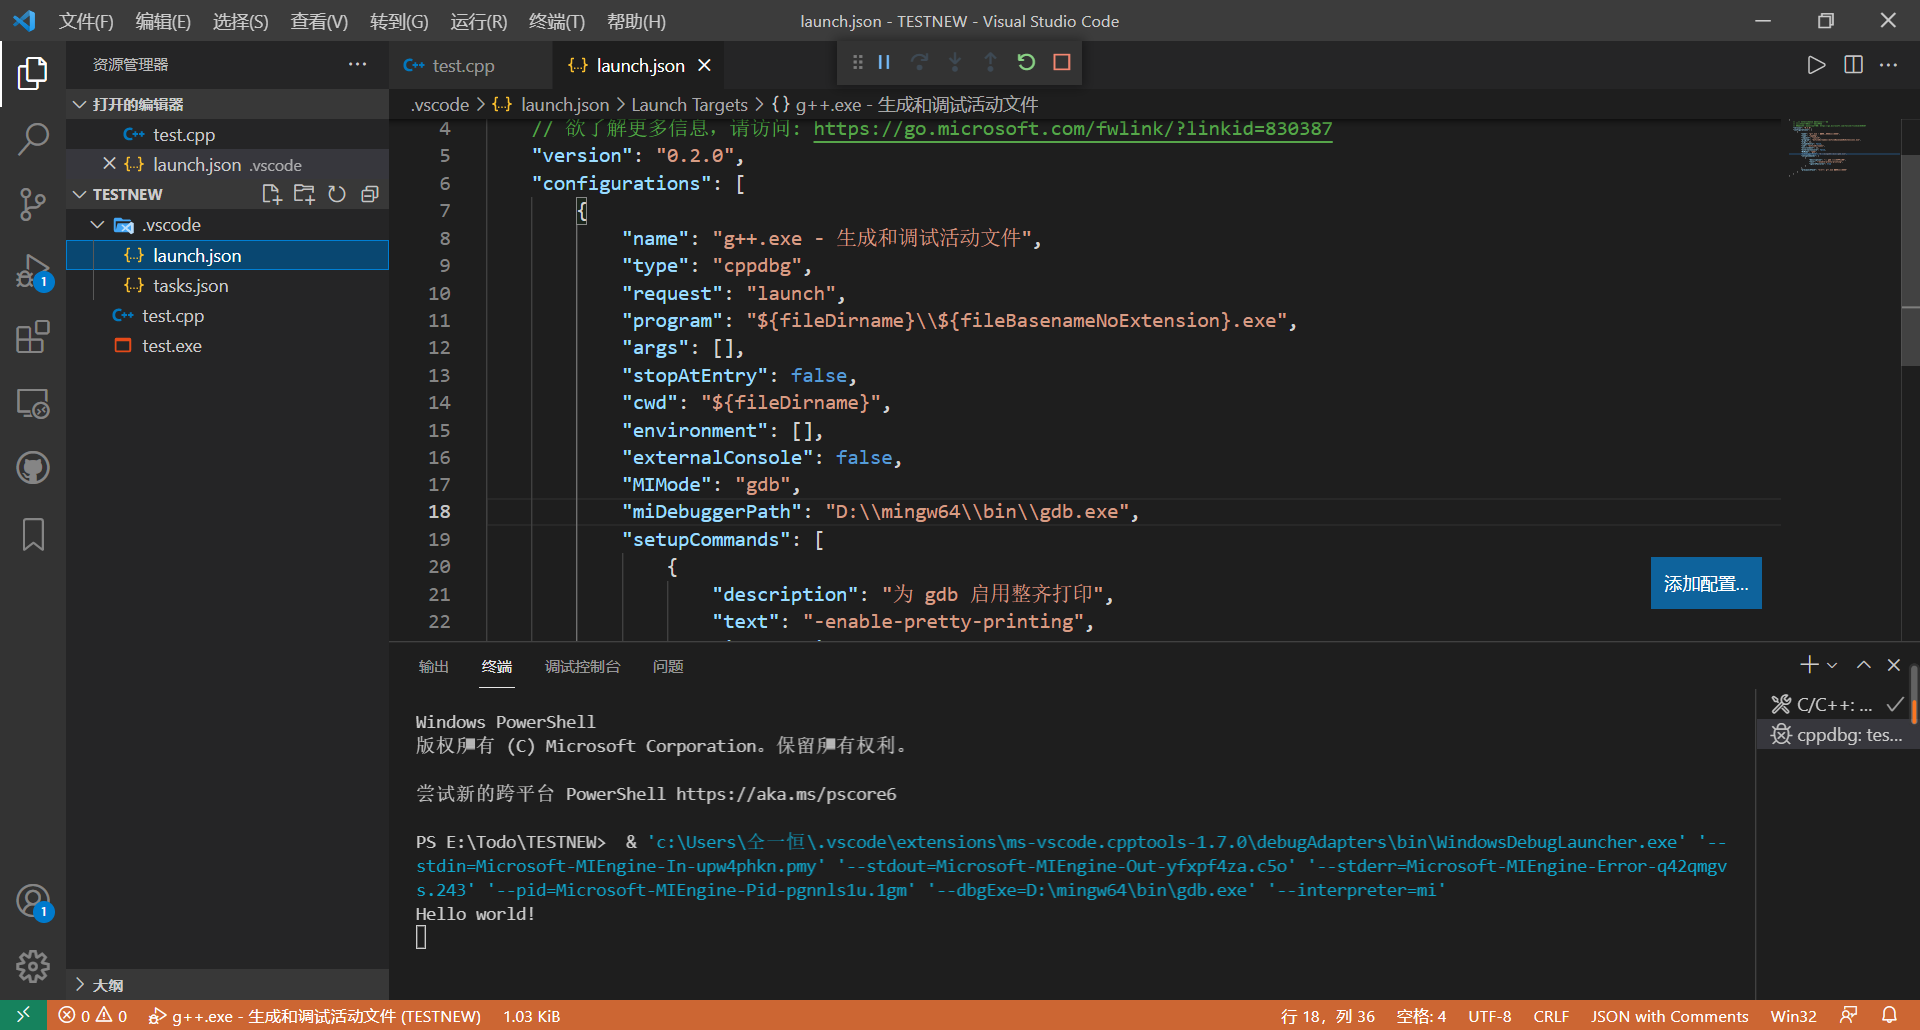 文件(F) 编辑(E) 选择(S) 查看(V) 转到(G) 运行(R) 终端(T) 帮助(H) launch.json - TESTNEW - Visual Studio Code
资源管理器
test.cpp
{..} launch.json
打开的编辑器
test.cpp
{..} launch.json .vscode
TESTNEW
.vscode
{..} launch.json
{..} tasks.json
test.cpp
test.exe
大纲
.vscode > {..} launch.json > Launch Targets > {} g++.exe - 生成和调试活动文件
4 // 欲了解更多信息，请访问: https://go.microsoft.com/fwlink/?linkid=830387
5 "version": "0.2.0",
6 "configurations": [
7 {
8 "name": "g++.exe - 生成和调试活动文件",
9 "type": "cppdbg",
10 "request": "launch",
11 "program": "${fileDirname}\\${fileBasenameNoExtension}.exe",
12 "args": [],
13 "stopAtEntry": false,
14 "cwd": "${fileDirname}",
15 "environment": [],
16 "externalConsole": false,
17 "MIMode": "gdb",
18 "miDebuggerPath": "D:\\mingw64\\bin\\gdb.exe",
19 "setupCommands": [
20 {
21 "description": "为 gdb 启用整齐打印",
22 "text": "-enable-pretty-printing",
添加配置...
输出 终端 调试控制台 问题
C/C++: ...
cppdbg: tes...
Windows PowerShell
版权所有 (C) Microsoft Corporation。保留所有权利。
尝试新的跨平台 PowerShell https://aka.ms/pscore6
PS E:\Todo\TESTNEW>  & 'c:\Users\仝一恒\.vscode\extensions\ms-vscode.cpptools-1.7.0\debugAdapters\bin\WindowsDebugLauncher.exe' '--
stdin=Microsoft-MIEngine-In-upw4phkn.pmy' '--stdout=Microsoft-MIEngine-Out-yfxpf4za.c5o' '--stderr=Microsoft-MIEngine-Error-q42qmgv
s.243' '--pid=Microsoft-MIEngine-Pid-pgnnls1u.1gm' '--dbgExe=D:\mingw64\bin\gdb.exe' '--interpreter=mi'
Hello world!
1
1
0 0 g++.exe - 生成和调试活动文件 (TESTNEW) 1.03 KiB 行 18，列 36 空格: 4 UTF-8 CRLF JSON with Comments Win32